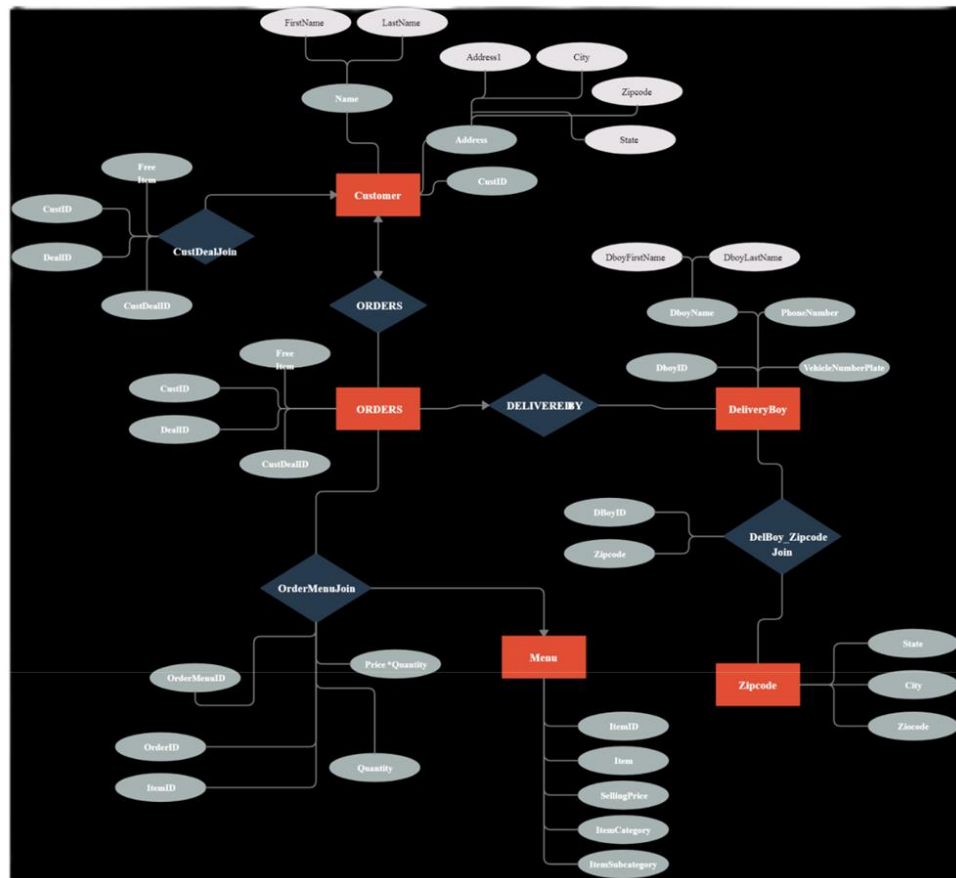 FirstName
LastName
Address1
City
Name
Zipcode
Address
State
Free
Item
Customer
CustID
CustID
CustDealJoin
DealID
DboyFirstName
DboyLastName
CustDealID
ORDERS
DboyName
PhoneNumber
Free
Item
DboyID
VehicleNumberPlate
CustID
ORDERS
DELIVEREDBY
DeliveryBoy
DealID
CustDealID
DBoyID
DelBoy_Zipcode
Join
Zipcode
OrderMenuJoin
State
Menu
Price *Quantity
OrderMenuID
Zipcode
City
ItemID
Ziocode
OrderID
Item
Quantity
ItemID
SellingPrice
ItemCategory
ItemSubcategory